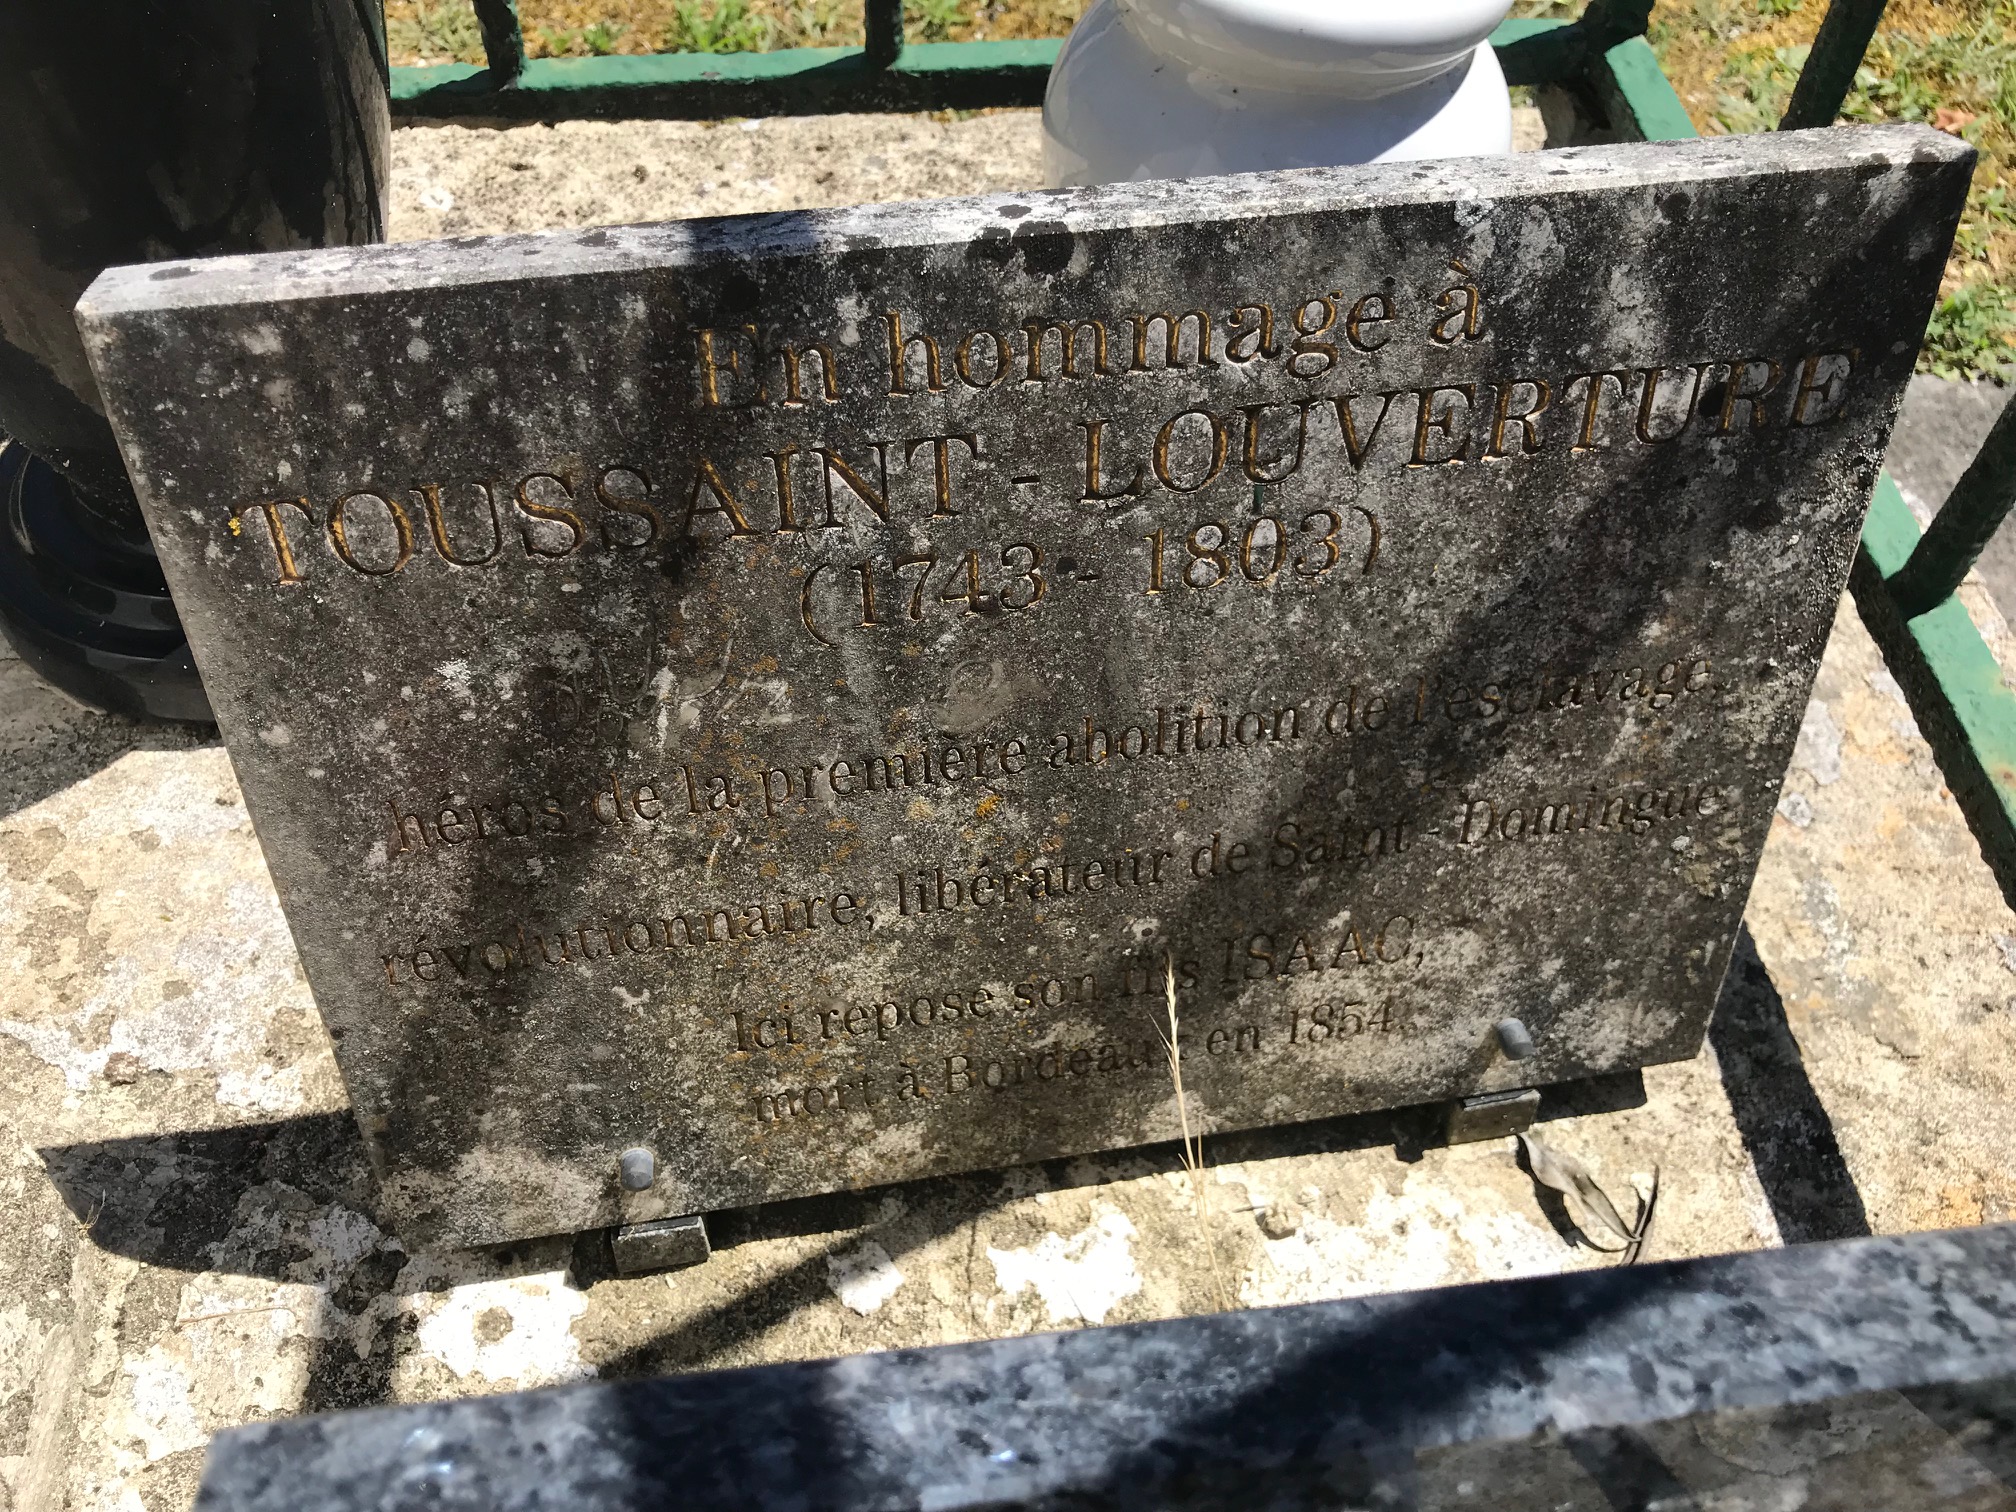 En hommage à
TOUSSAINT - LOUVERTURE
(1743 - 1803)
héros de la première abolition de l'esclavage,
révolutionnaire, libérateur de Saint - Domingue
Ici repose son fils ISAAC,
mort à Bordeaux en 1854.